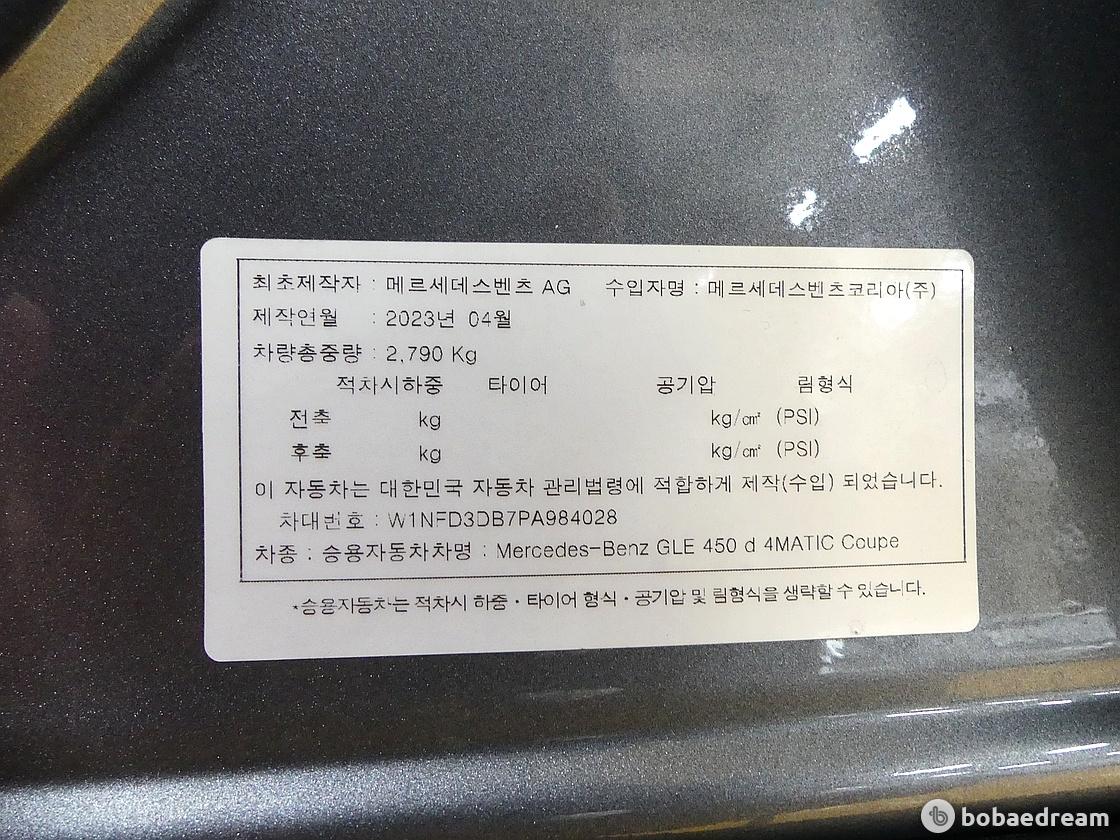 최초제작자 : 메르세데스벤츠 AG 수입자명 : 메르세데스벤츠코리아(주)
제작연월 : 2023년 04월
차량총중량 : 2,790 Kg
적차시하중 타이어 공기압 림형식
전축 kg kg/㎠ (PSI)
후축 kg kg/㎠ (PSI)
이 자동차는 대한민국 자동차 관리법령에 적합하게 제작(수입) 되었습니다.
차대번호 : W1NFD3DB7PA984028
차종 : 승용자동차차명 : Mercedes-Benz GLE 450 d 4MATIC Coupe
*승용자동차는 적차시 하중·타이어 형식·공기압 및 림형식을 생략할 수 있습니다.
bobaedream